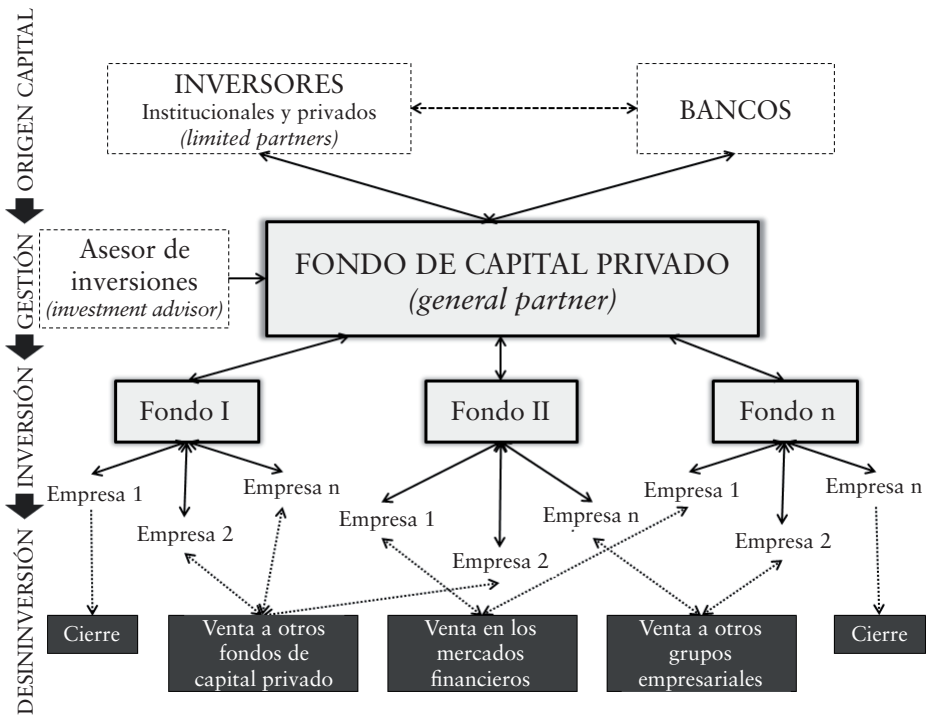 ORIGEN CAPITAL
INVERSORES
Institucionales y privados
(limited partners)
BANCOS
GESTIÓN
Asesor de
inversiones
(investment advisor)
FONDO DE CAPITAL PRIVADO
(general partner)
INVERSIÓN
Fondo I
Fondo II
Fondo n
Empresa 1
Empresa 2
Empresa n
Empresa 1
Empresa 2
Empresa n
Empresa 1
Empresa 2
Empresa n
DESININVERSIÓN
Cierre
Venta a otros
fondos de
capital privado
Venta en los
mercados
financieros
Venta a otros
grupos
empresariales
Cierre